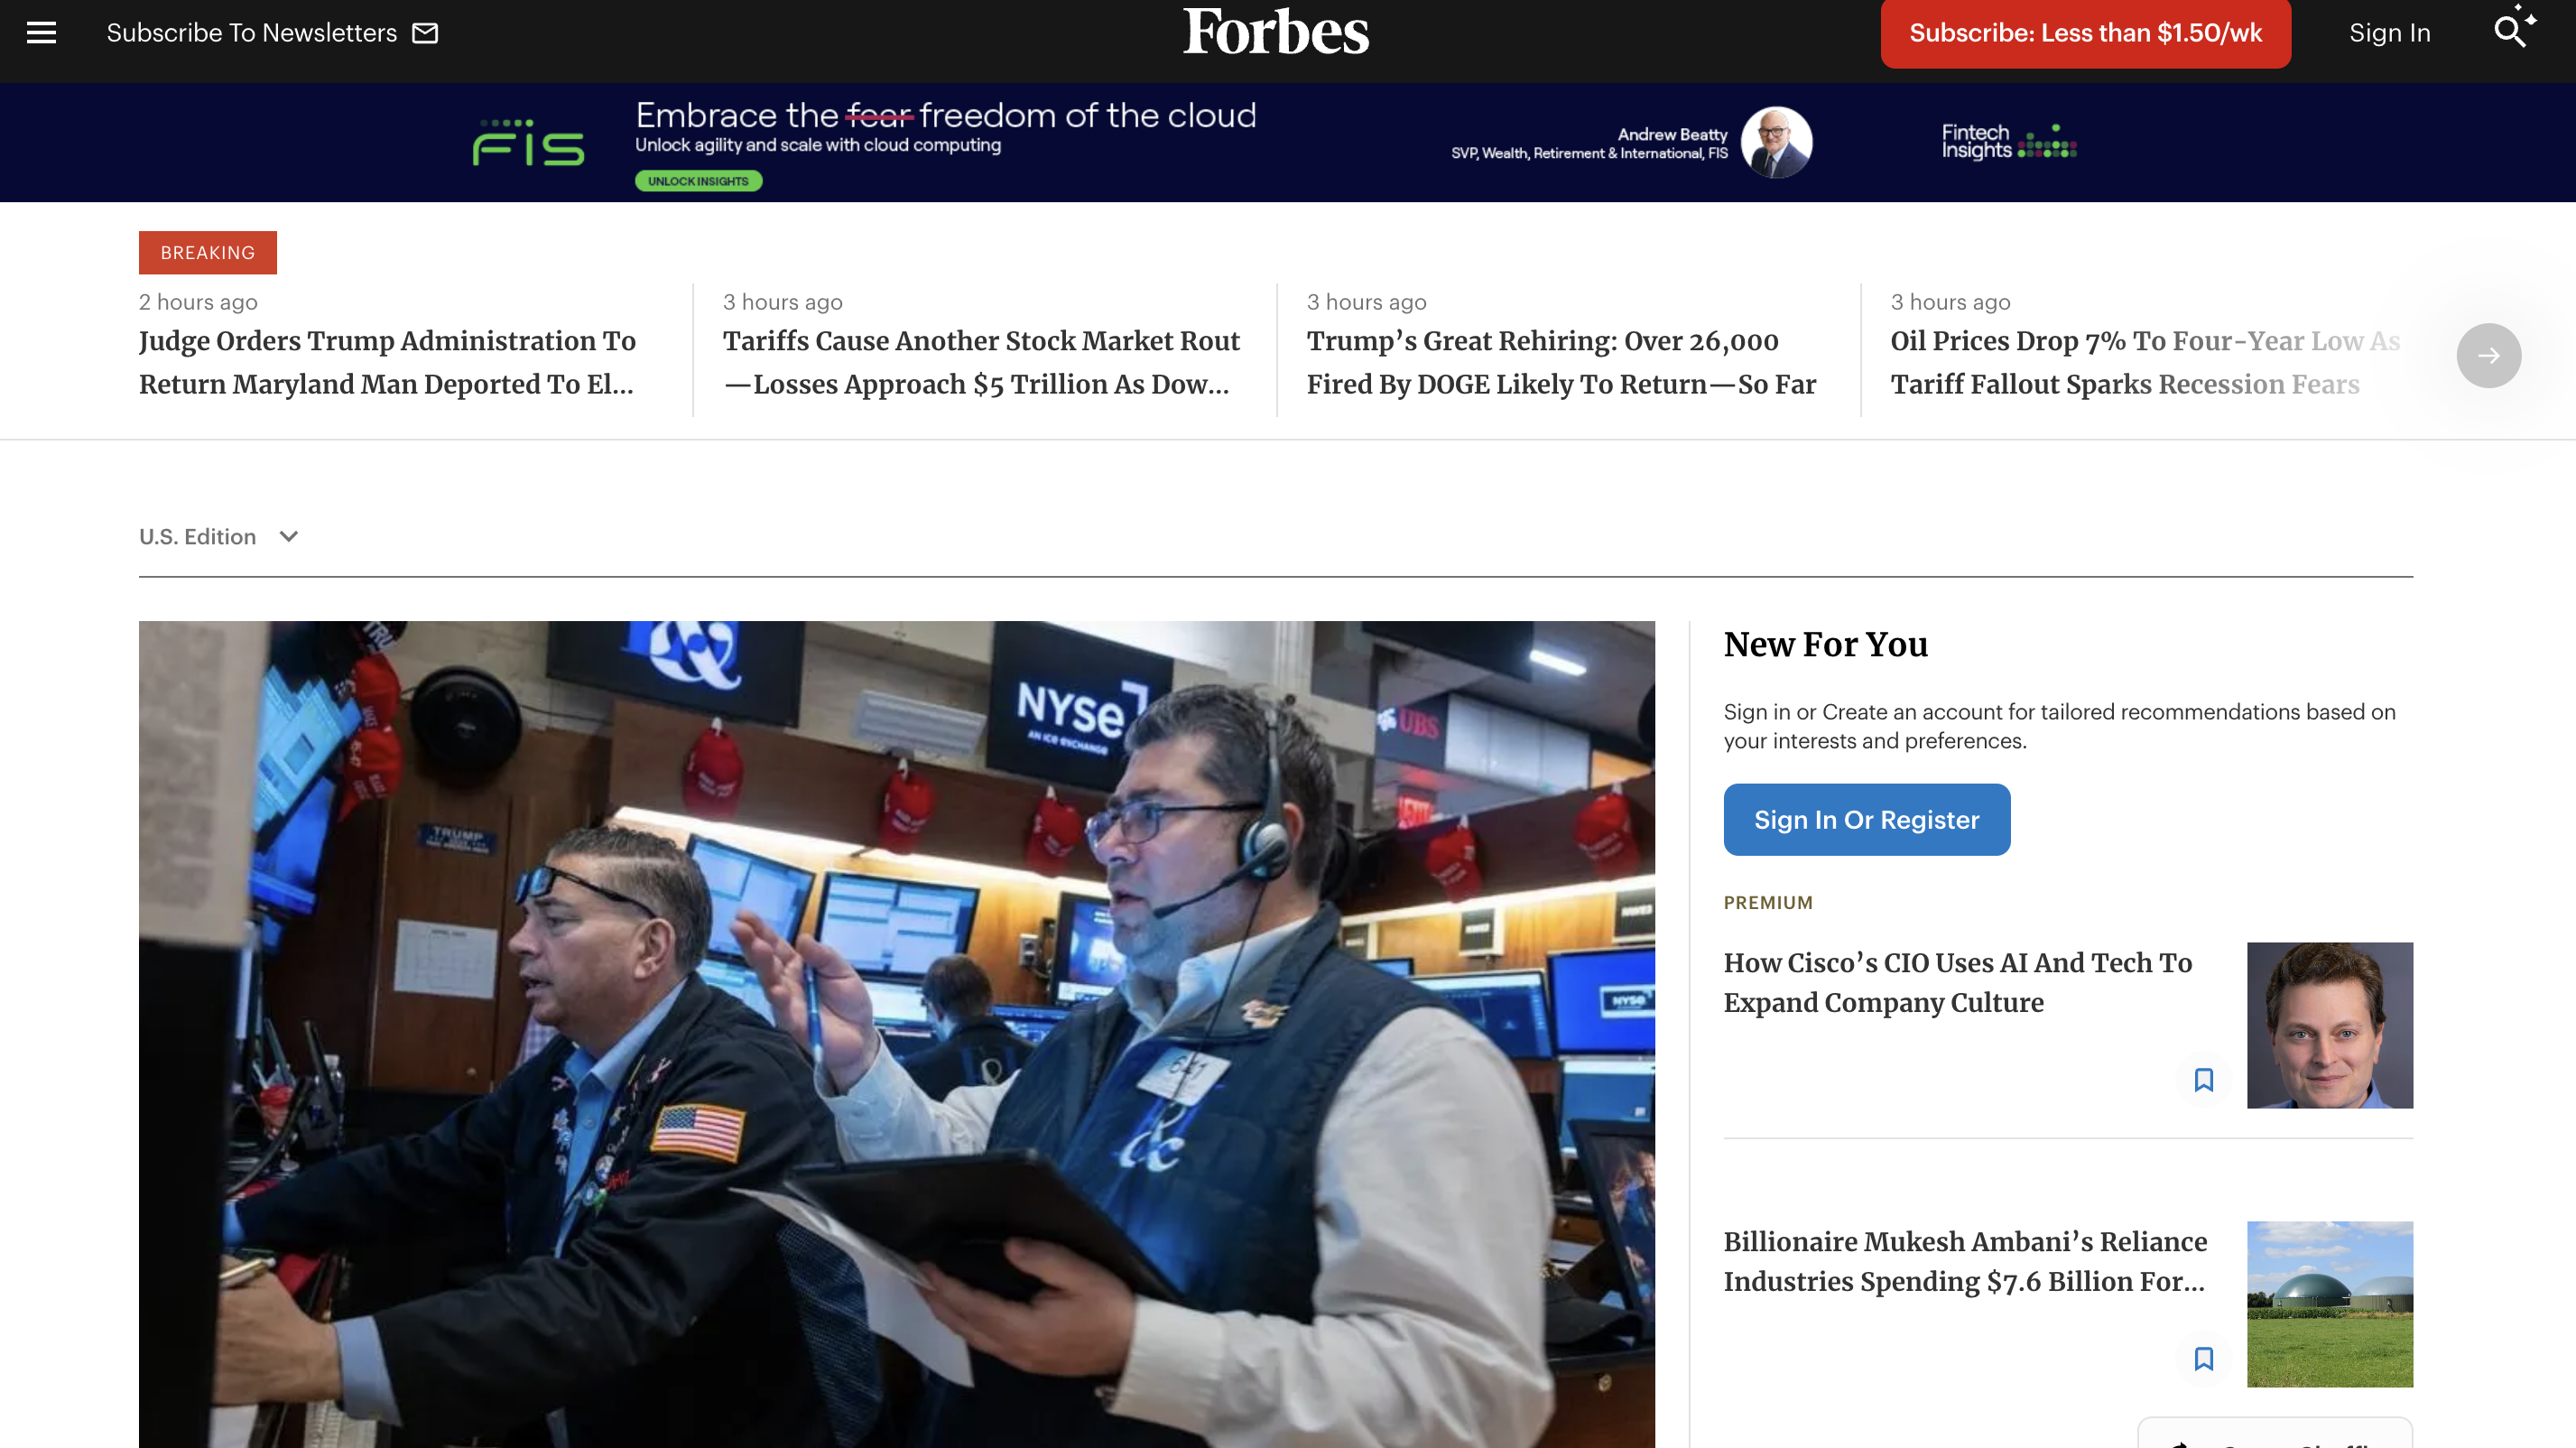 Subscribe To Newsletters
Forbes
Subscribe: Less than $1.50/wk
Sign In
FIS
Embrace the fear freedom of the cloud
Unlock agility and scale with cloud computing
UNLOCK INSIGHTS
Andrew Beatty
SVP, Wealth, Retirement & International, FIS
Fintech
Insights
BREAKING
2 hours ago
Judge Orders Trump Administration To
Return Maryland Man Deported To El...
3 hours ago
Tariffs Cause Another Stock Market Rout
—Losses Approach $5 Trillion As Dow...
3 hours ago
Trump’s Great Rehiring: Over 26,000
Fired By DOGE Likely To Return—So Far
3 hours ago
Oil Prices Drop 7% To Four-Year Low As
Tariff Fallout Sparks Recession Fears
U.S. Edition
NYSE
AN ICE EXCHANGE
UBS
EXIT
TRUMP
NYSE
641
New For You
Sign in or Create an account for tailored recommendations based on
your interests and preferences.
Sign In Or Register
PREMIUM
How Cisco’s CIO Uses AI And Tech To
Expand Company Culture
Billionaire Mukesh Ambani’s Reliance
Industries Spending $7.6 Billion For...